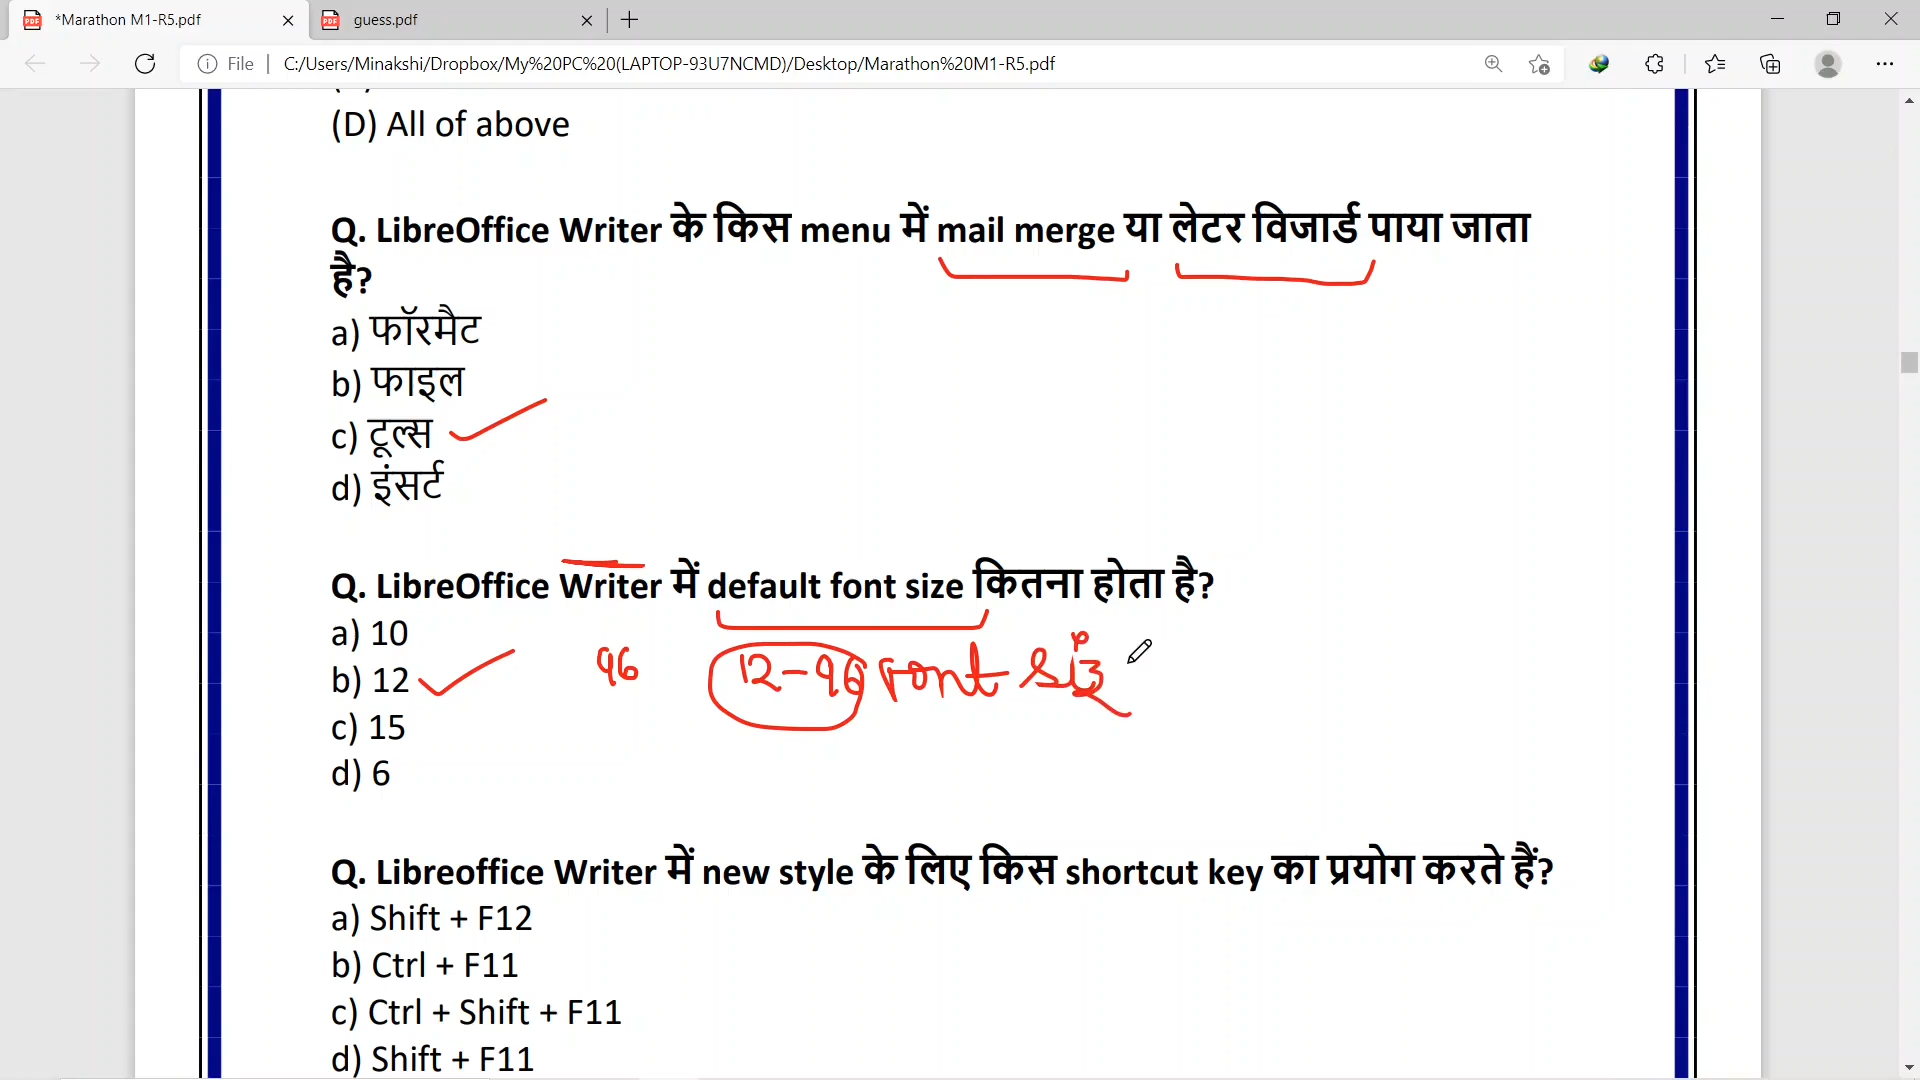 *Marathon M1-R5.pdf
guess.pdf
File
C:/Users/Minakshi/Dropbox/My%20PC%20(LAPTOP-93U7NCMD)/Desktop/Marathon%20M1-R5.pdf
(D) All of above
Q. LibreOffice Writer के किस menu में mail merge या लेटर विजार्ड पाया जाता
है?
a) फॉरमैट
b) फाइल
c) टूल्स
d) इंसर्ट
Q. LibreOffice Writer में default font size कितना होता है?
a) 10
b) 12
96 12-96 font siz
c) 15
d) 6
Q. Libreoffice Writer में new style के लिए किस shortcut key का प्रयोग करते हैं?
a) Shift + F12
b) Ctrl + F11
c) Ctrl + Shift + F11
d) Shift + F11